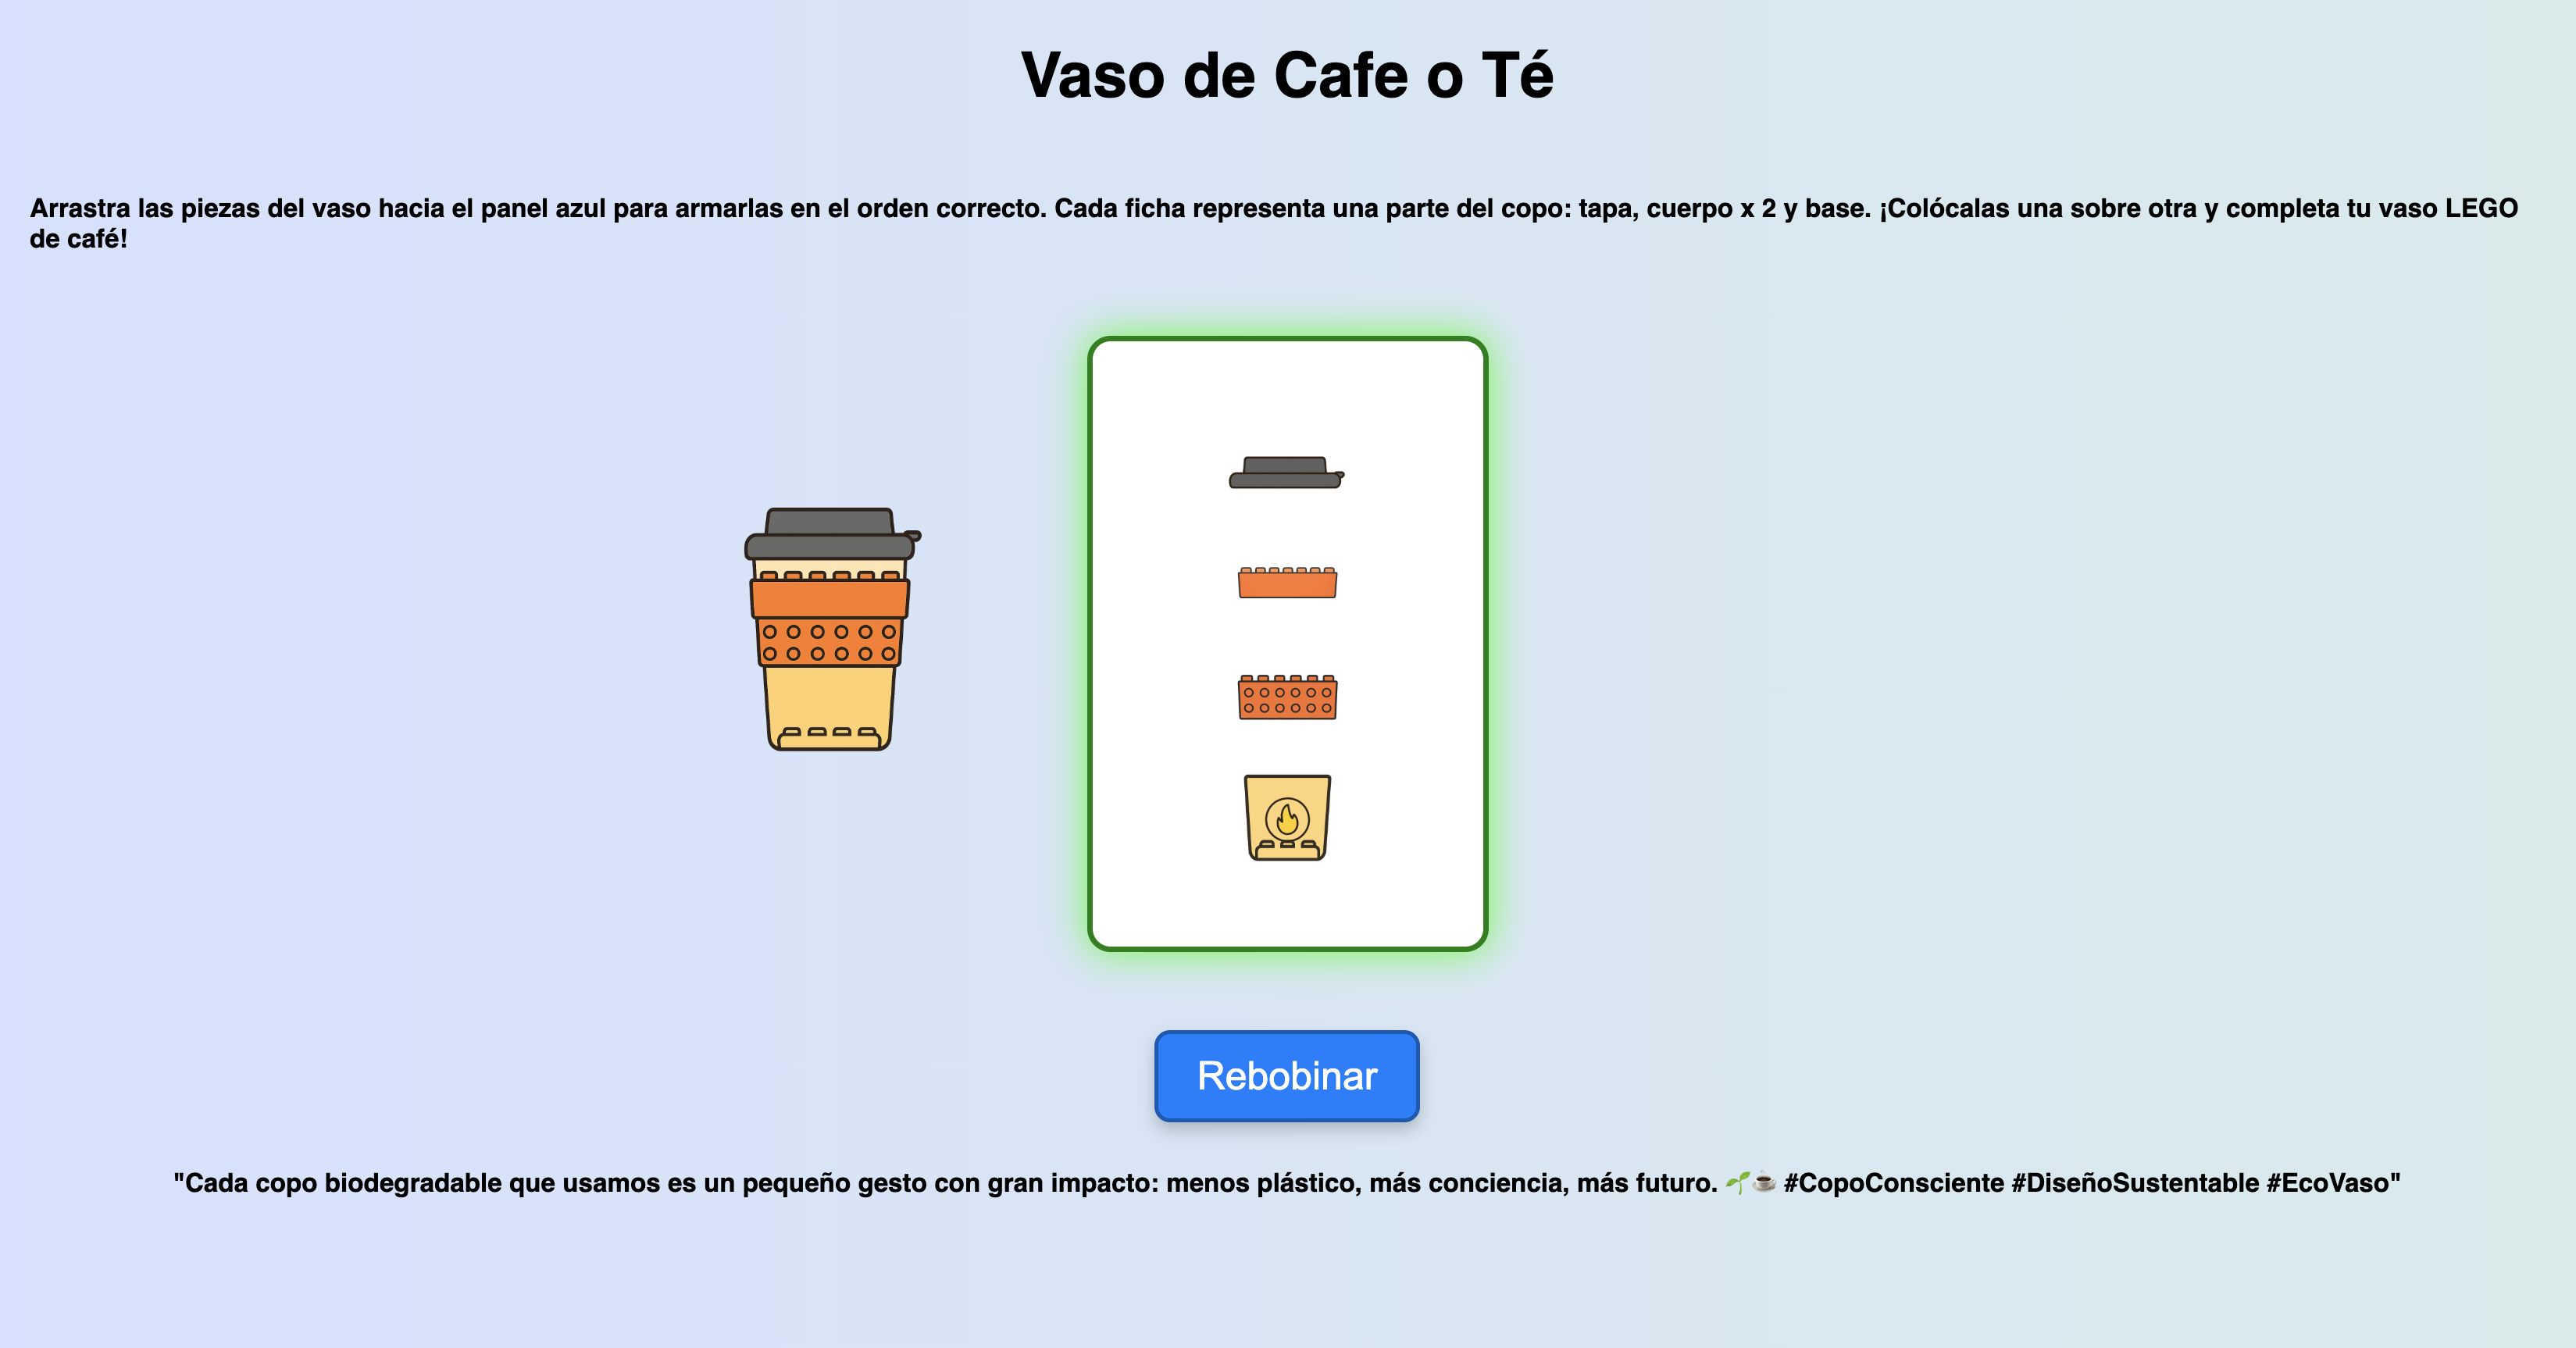 Vaso de Cafe o Té
Arrastra las piezas del vaso hacia el panel azul para armarlas en el orden correcto. Cada ficha representa una parte del copo: tapa, cuerpo x 2 y base. ¡Colócalas una sobre otra y completa tu vaso LEGO
de café!
Rebobinar
"Cada copo biodegradable que usamos es un pequeño gesto con gran impacto: menos plástico, más conciencia, más futuro. 🌱☕ #CopoConsciente #DiseñoSustentable #EcoVaso"